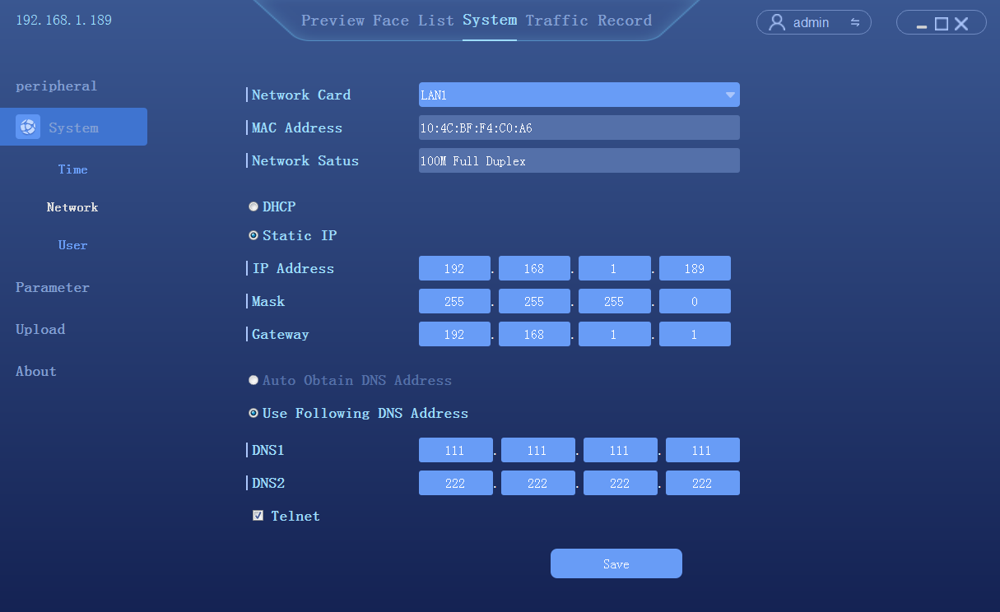 192.168.1.189 Preview Face List System Traffic Record admin
peripheral
System
Time
Network
User
Parameter
Upload
About
Network Card LAN1
MAC Address 10:4C:BF:F4:C0:A6
Network Satus 100M Full Duplex
DHCP
Static IP
IP Address 192 . 168 . 1 . 189
Mask 255 . 255 . 255 . 0
Gateway 192 . 168 . 1 . 1
Auto Obtain DNS Address
Use Following DNS Address
DNS1 111 . 111 . 111 . 111
DNS2 222 . 222 . 222 . 222
Telnet
Save